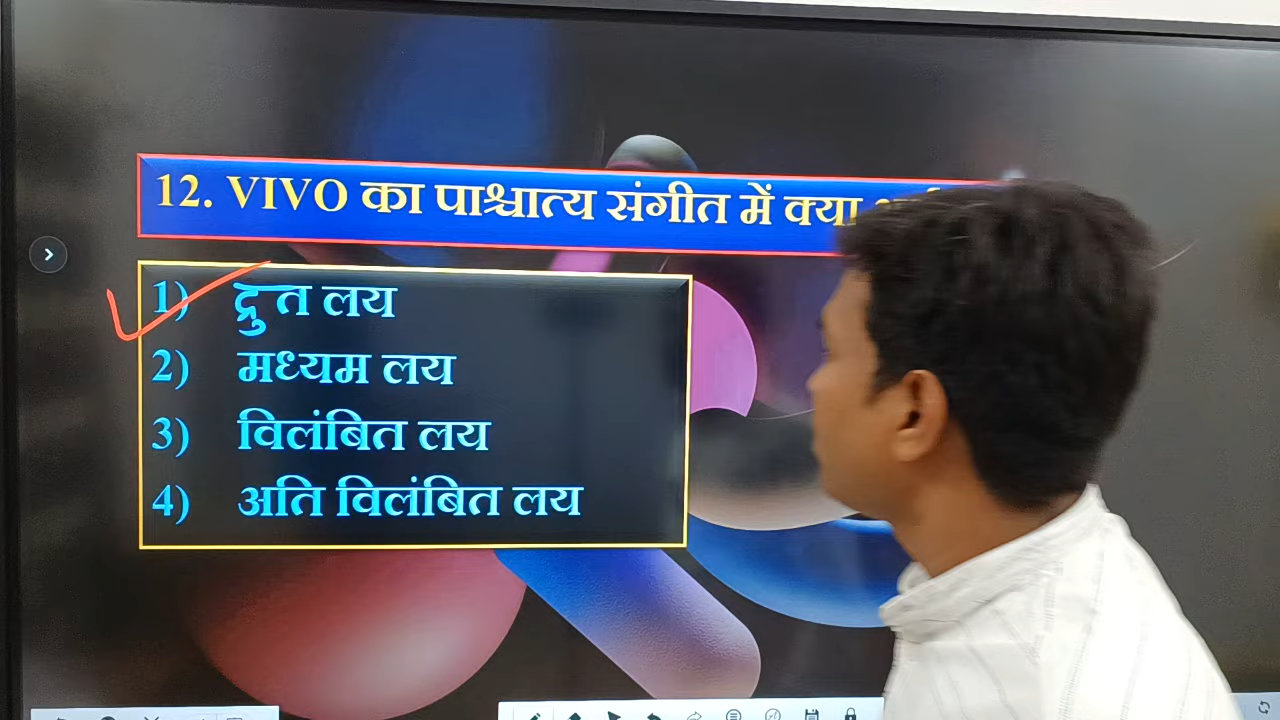 12. VIVO का पाश्चात्य संगीत में क्या
1) द्रुत लय
2) मध्यम लय
3) विलंबित लय
4) अति विलंबित लय